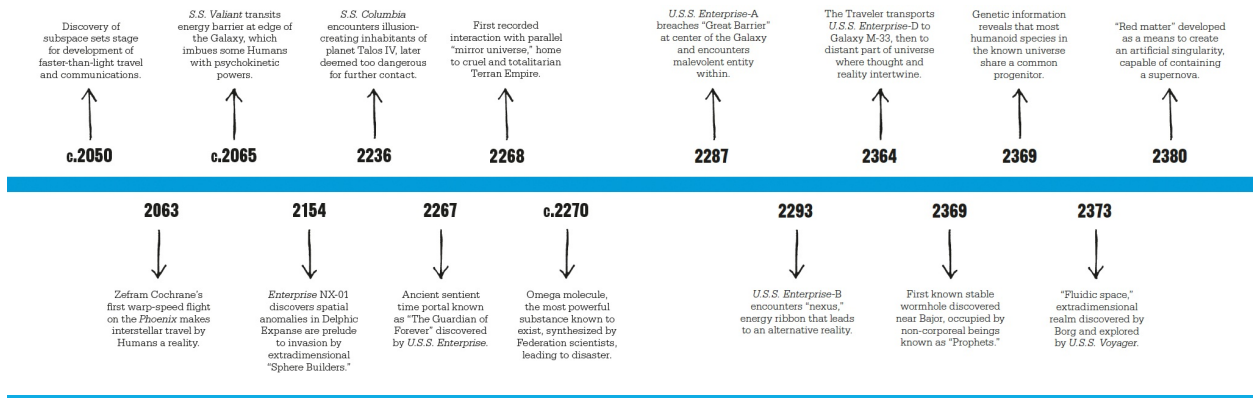 Discovery of
subspace sets stage
for development of
faster-than-light travel
and communications.
c.2050
S.S. Valiant transits
energy barrier at edge of
the Galaxy, which
imbues some Humans
with psychokinetic
powers.
c.2065
S.S. Columbia
encounters illusion-
creating inhabitants of
planet Talos IV, later
deemed too dangerous
for further contact.
2236
First recorded
interaction with parallel
“mirror universe,” home
to cruel and totalitarian
Terran Empire.
2268
U.S.S. Enterprise-A
breaches “Great Barrier”
at center of the Galaxy
and encounters
malevolent entity
within.
2287
The Traveler transports
U.S.S. Enterprise-D to
Galaxy M-33, then to
distant part of universe
where thought and
reality intertwine.
2364
Genetic information
reveals that most
humanoid species in
the known universe
share a common
progenitor.
2369
“Red matter” developed
as a means to create
an artificial singularity,
capable of containing
a supernova.
2380
2063
Zefram Cochrane’s
first warp-speed flight
on the Phoenix makes
interstellar travel by
Humans a reality.
2154
Enterprise NX-01
discovers spatial
anomalies in Delphic
Expanse are prelude
to invasion by
extradimensional
“Sphere Builders.”
2267
Ancient sentient
time portal known
as “The Guardian of
Forever” discovered
by U.S.S. Enterprise.
c.2270
Omega molecule,
the most powerful
substance known to
exist, synthesized by
Federation scientists,
leading to disaster.
2293
U.S.S. Enterprise-B
encounters “nexus,”
energy ribbon that leads
to an alternative reality.
2369
First known stable
wormhole discovered
near Bajor, occupied by
non-corporeal beings
known as “Prophets.”
2373
“Fluidic space,”
extradimensional
realm discovered by
Borg and explored
by U.S.S. Voyager.